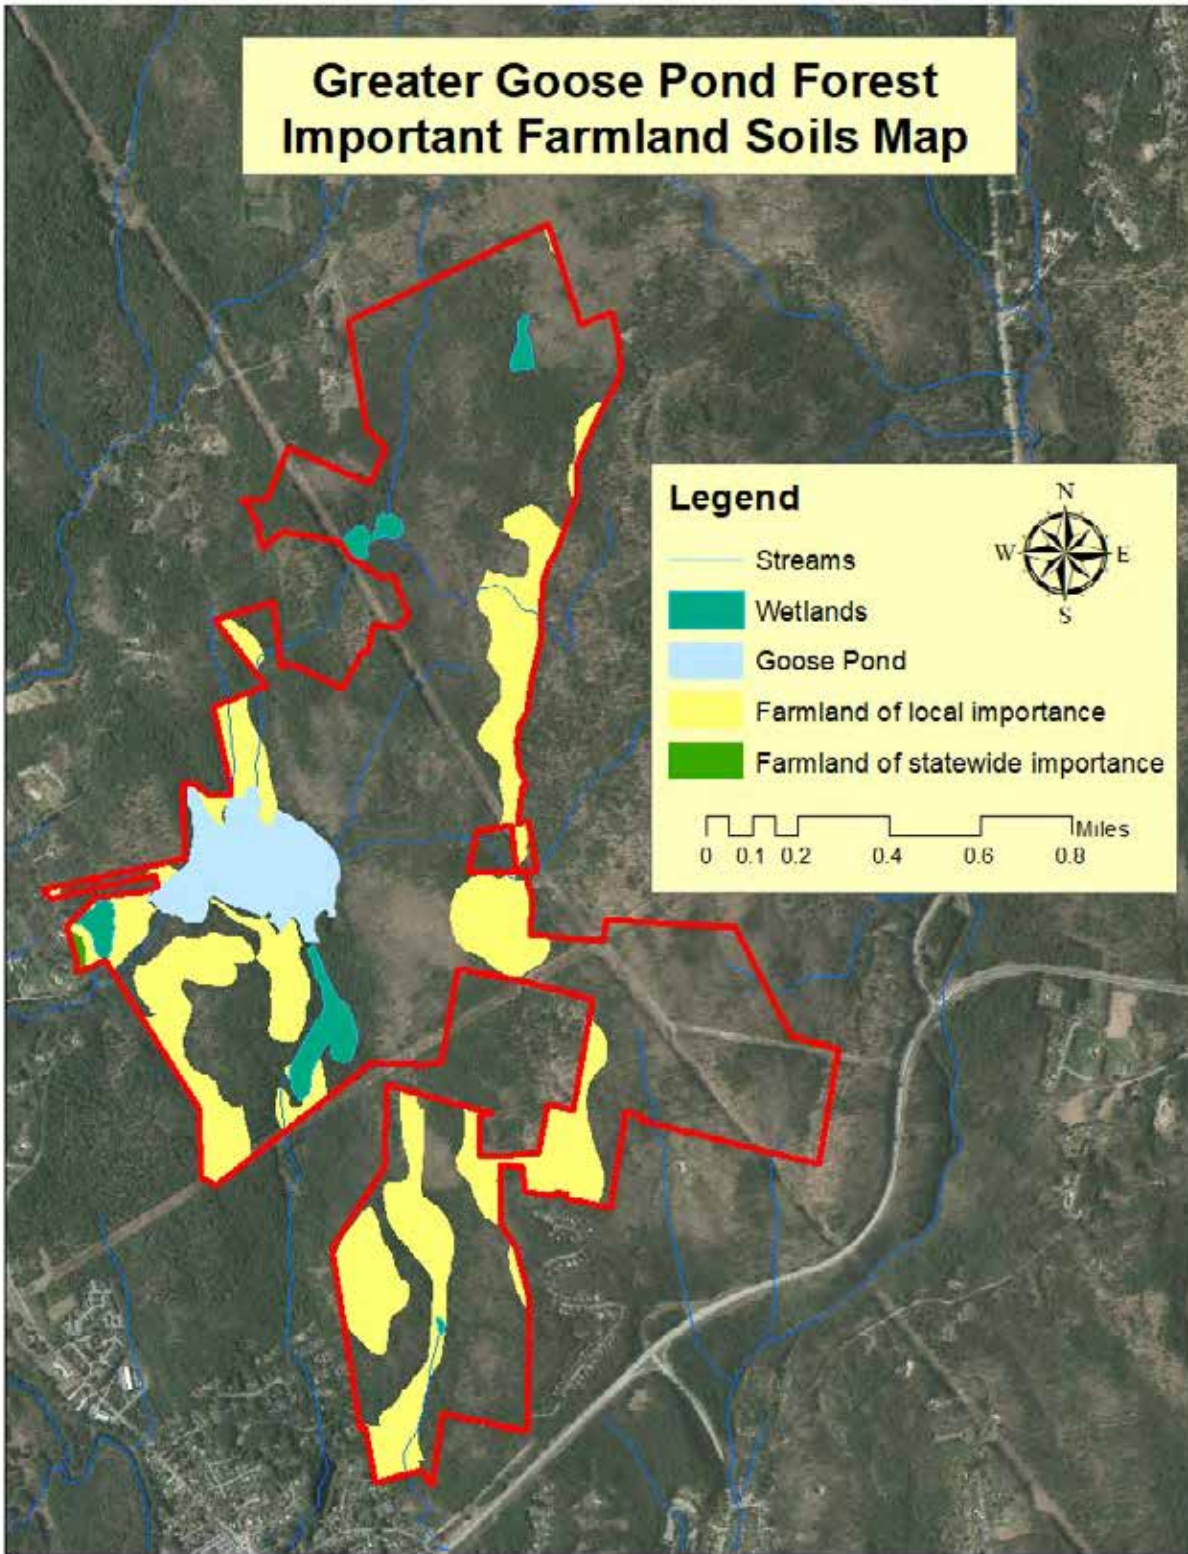 Greater Goose Pond Forest
Important Farmland Soils Map
Legend
N
W
E
S
Streams
Wetlands
Goose Pond
Farmland of local importance
Farmland of statewide importance
Miles
0 0.1 0.2 0.4 0.6 0.8